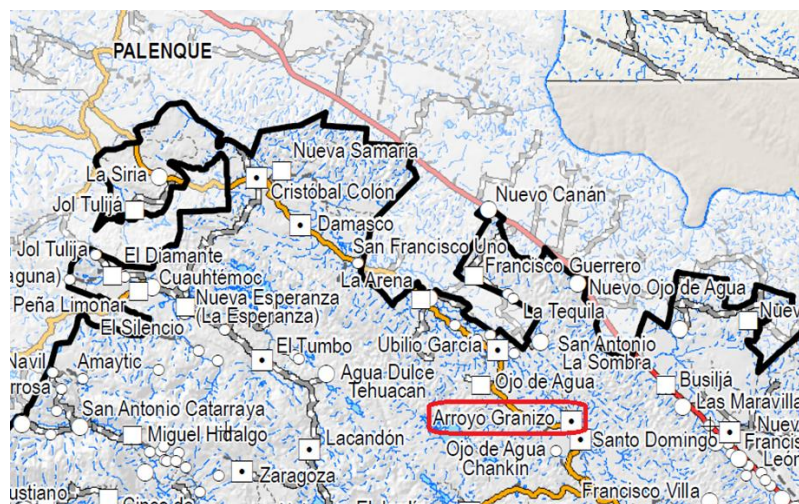 PALENQUE
Nueva Samaria
La Siria
Cristóbal Colón
Jol Tulijá
Nuevo Canán
Damasco
Jol Tulija
El Diamante
San Francisco Uno
aguna)
Cuauhtemoc
La Arena
Francisco Guerrero
Nuevo Ojo de Agua
Peña Limoñar
Nueva Esperanza
(La Esperanza)
La Tequila
Nuev
El Silencio
Navil
Amaytic
El Tumbo
Ubilio Garcia
San Antonio
La Sombra
arrosa
Agua Dulce
Tehuacan
Ojo de Agua
Busiljá
Las Maravilla
San Antonio Catarraya
Arroyo Granizo
Nuev
Miguel Hidalgo
Lacandón
Ojo de Agua
Chankin
Santo Domingo
Francis
León
Zaragoza
Francisco Villa
ustiano